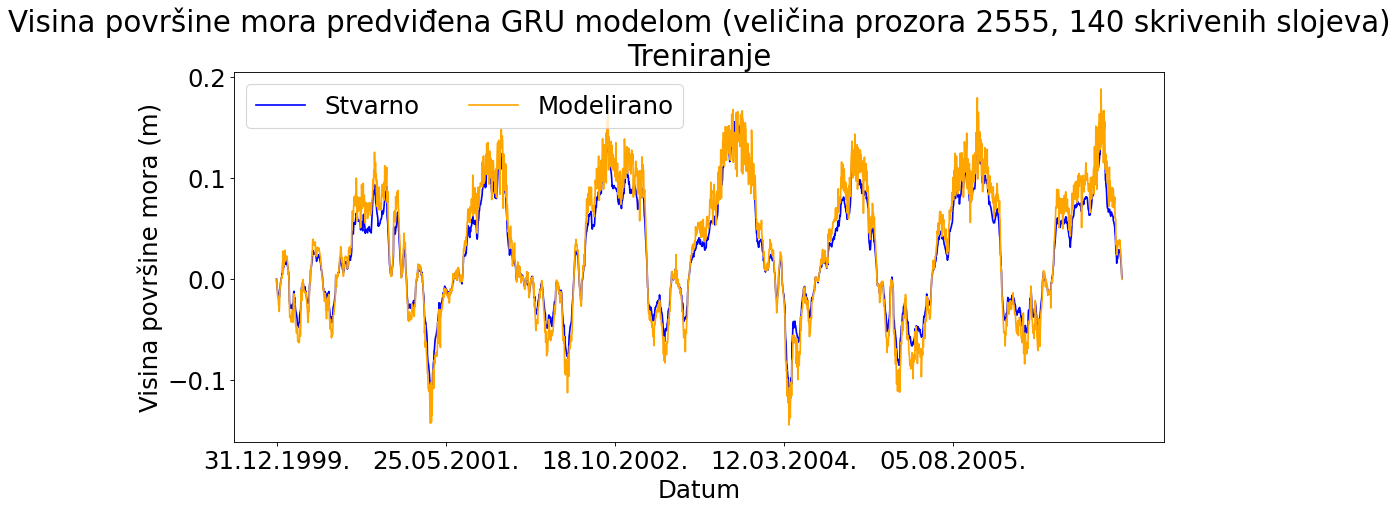 Visina površine mora predviđena GRU modelom (veličina prozora 2555, 140 skrivenih slojeva)
Treniranje
Stvarno
Modelirano
Visina površine mora (m)
0.2
0.1
0.0
−0.1
31.12.1999.
25.05.2001.
18.10.2002.
12.03.2004.
05.08.2005.
Datum